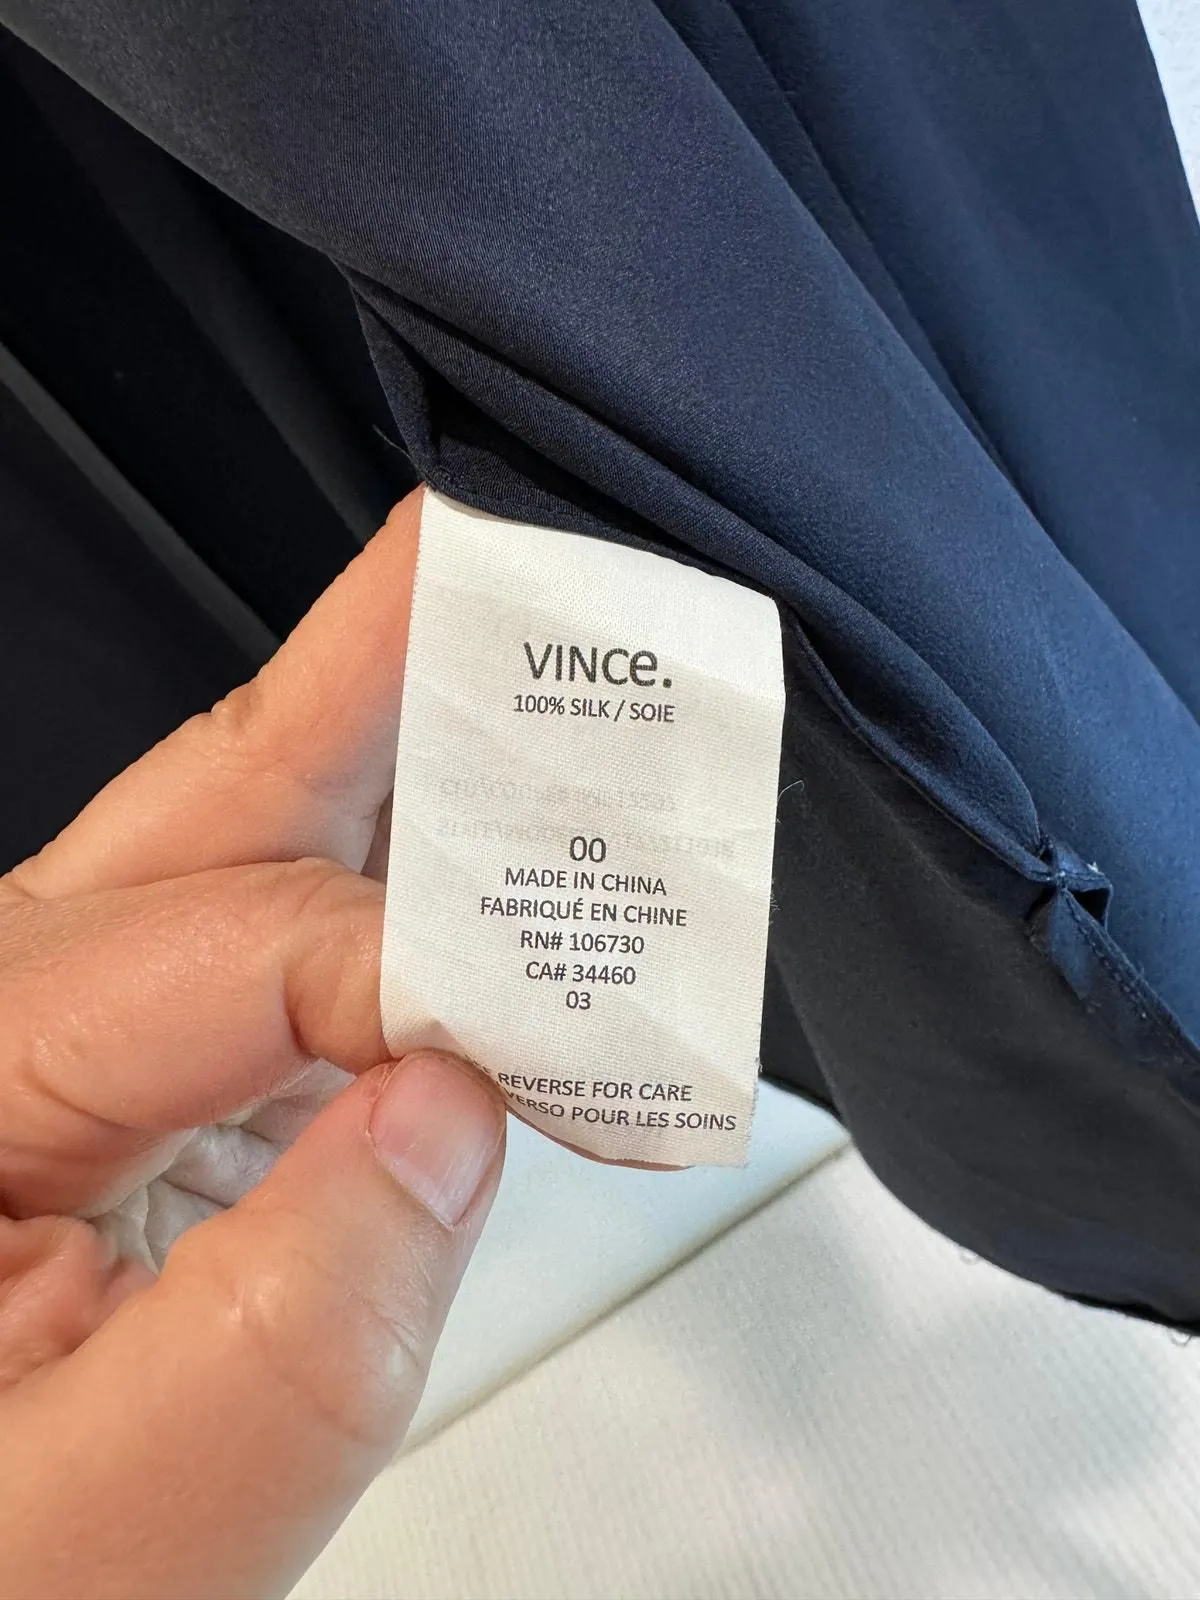 VINCe.
100% SILK / SOIE
00
MADE IN CHINA
FABRIQUÉ EN CHINE
RN# 106730
CA# 34460
03
REVERSE FOR CARE
VERSO POUR LES SOINS